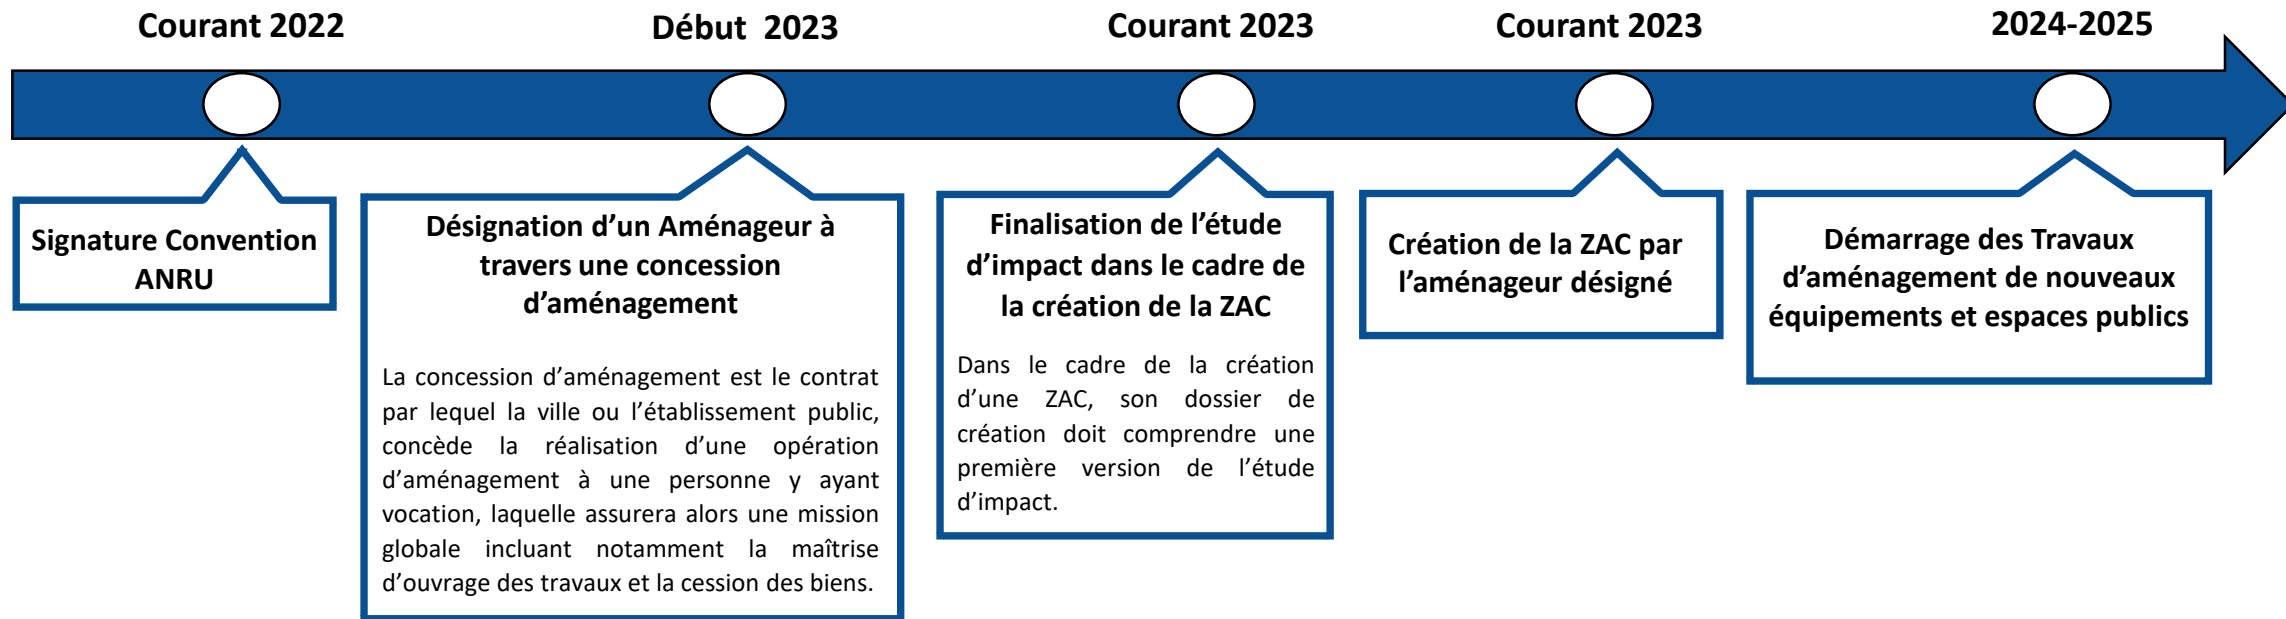 Courant 2022
Début 2023
Courant 2023
Courant 2023
2024-2025
Signature Convention
ANRU
Désignation d’un Aménageur à
travers une concession
d’aménagement
La concession d’aménagement est le contrat
par lequel la ville ou l’établissement public,
concède la réalisation d’une opération
d’aménagement à une personne y ayant
vocation, laquelle assurera alors une mission
globale incluant notamment la maîtrise
d’ouvrage des travaux et la cession des biens.
Finalisation de l’étude
d’impact dans le cadre de
la création de la ZAC
Dans le cadre de la création
d’une ZAC, son dossier de
création doit comprendre une
première version de l’étude
d’impact.
Création de la ZAC par
l’aménageur désigné
Démarrage des Travaux
d’aménagement de nouveaux
équipements et espaces publics